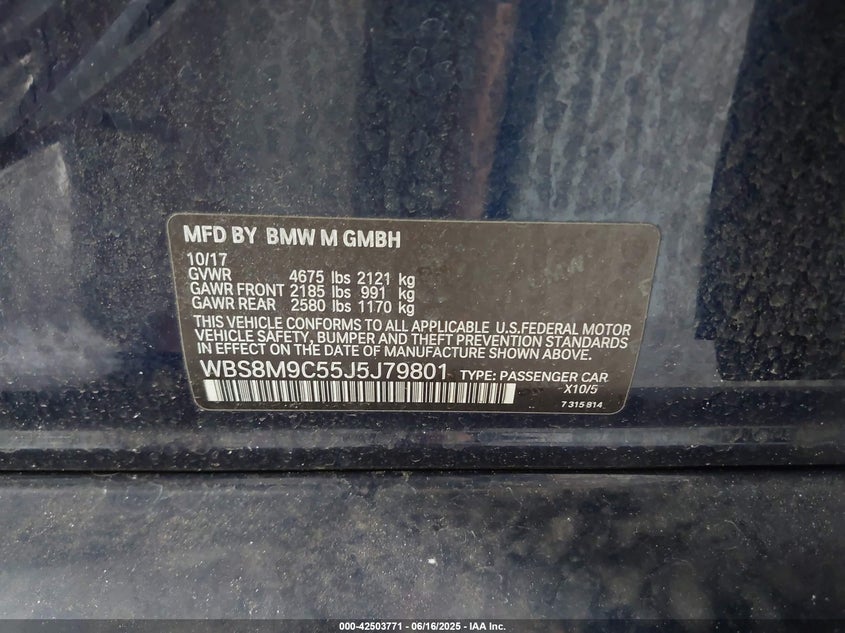 MFD BY BMW M GMBH
10/17
GVWR 4675 lbs 2121 kg
GAWR FRONT 2185 lbs 991 kg
GAWR REAR 2580 lbs 1170 kg
THIS VEHICLE CONFORMS TO ALL APPLICABLE U.S.FEDERAL MOTOR
VEHICLE SAFETY, BUMPER AND THEFT PREVENTION STANDARDS
IN EFFECT ON THE DATE OF MANUFACTURE SHOWN ABOVE.
WBS8M9C55J5J79801 TYPE: PASSENGER CAR
X10/5
7 315 814
000-42503771 - 06/16/2025 - IAA Inc.